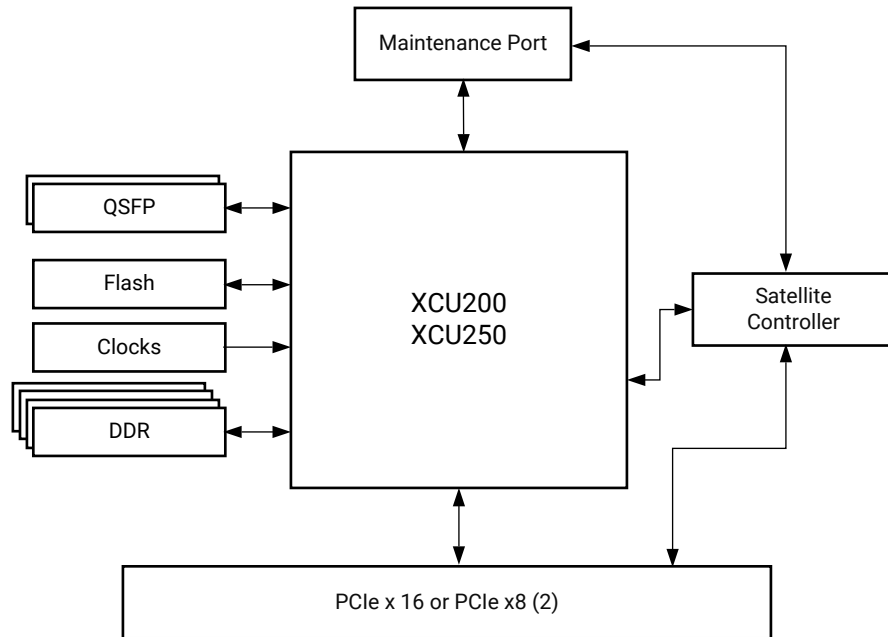 Maintenance Port
QSFP
Flash
XCU200
XCU250
Satellite
Controller
Clocks
DDR
PCIe x 16 or PCIe x8 (2)